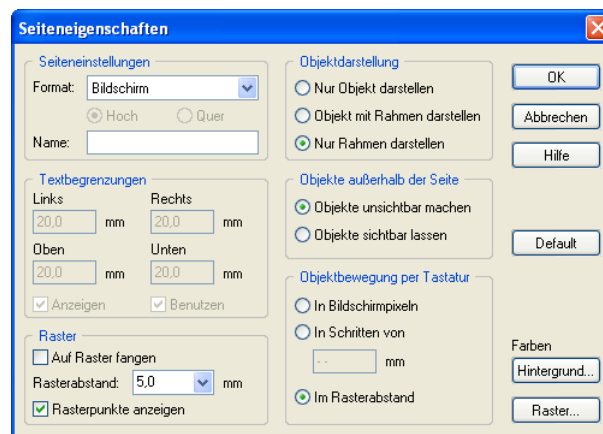 Seiteneigenschaften
Seiteneinstellungen
Format: Bildschirm
Hoch Quer
Name:
Textbegrenzungen
Links Rechts
20,0 mm 20,0 mm
Oben Unten
20,0 mm 20,0 mm
Anzeigen Benutzen
Raster
Auf Raster fangen
Rasterabstand: 5,0 mm
Rasterpunkte anzeigen
Objektdarstellung
Nur Objekt darstellen
Objekt mit Rahmen darstellen
Nur Rahmen darstellen
Objekte außerhalb der Seite
Objekte unsichtbar machen
Objekte sichtbar lassen
Objektbewegung per Tastatur
In Bildschirmpixeln
In Schritten von
-- mm
Im Rasterabstand
OK
Abbrechen
Hilfe
Default
Farben
Hintergrund...
Raster...